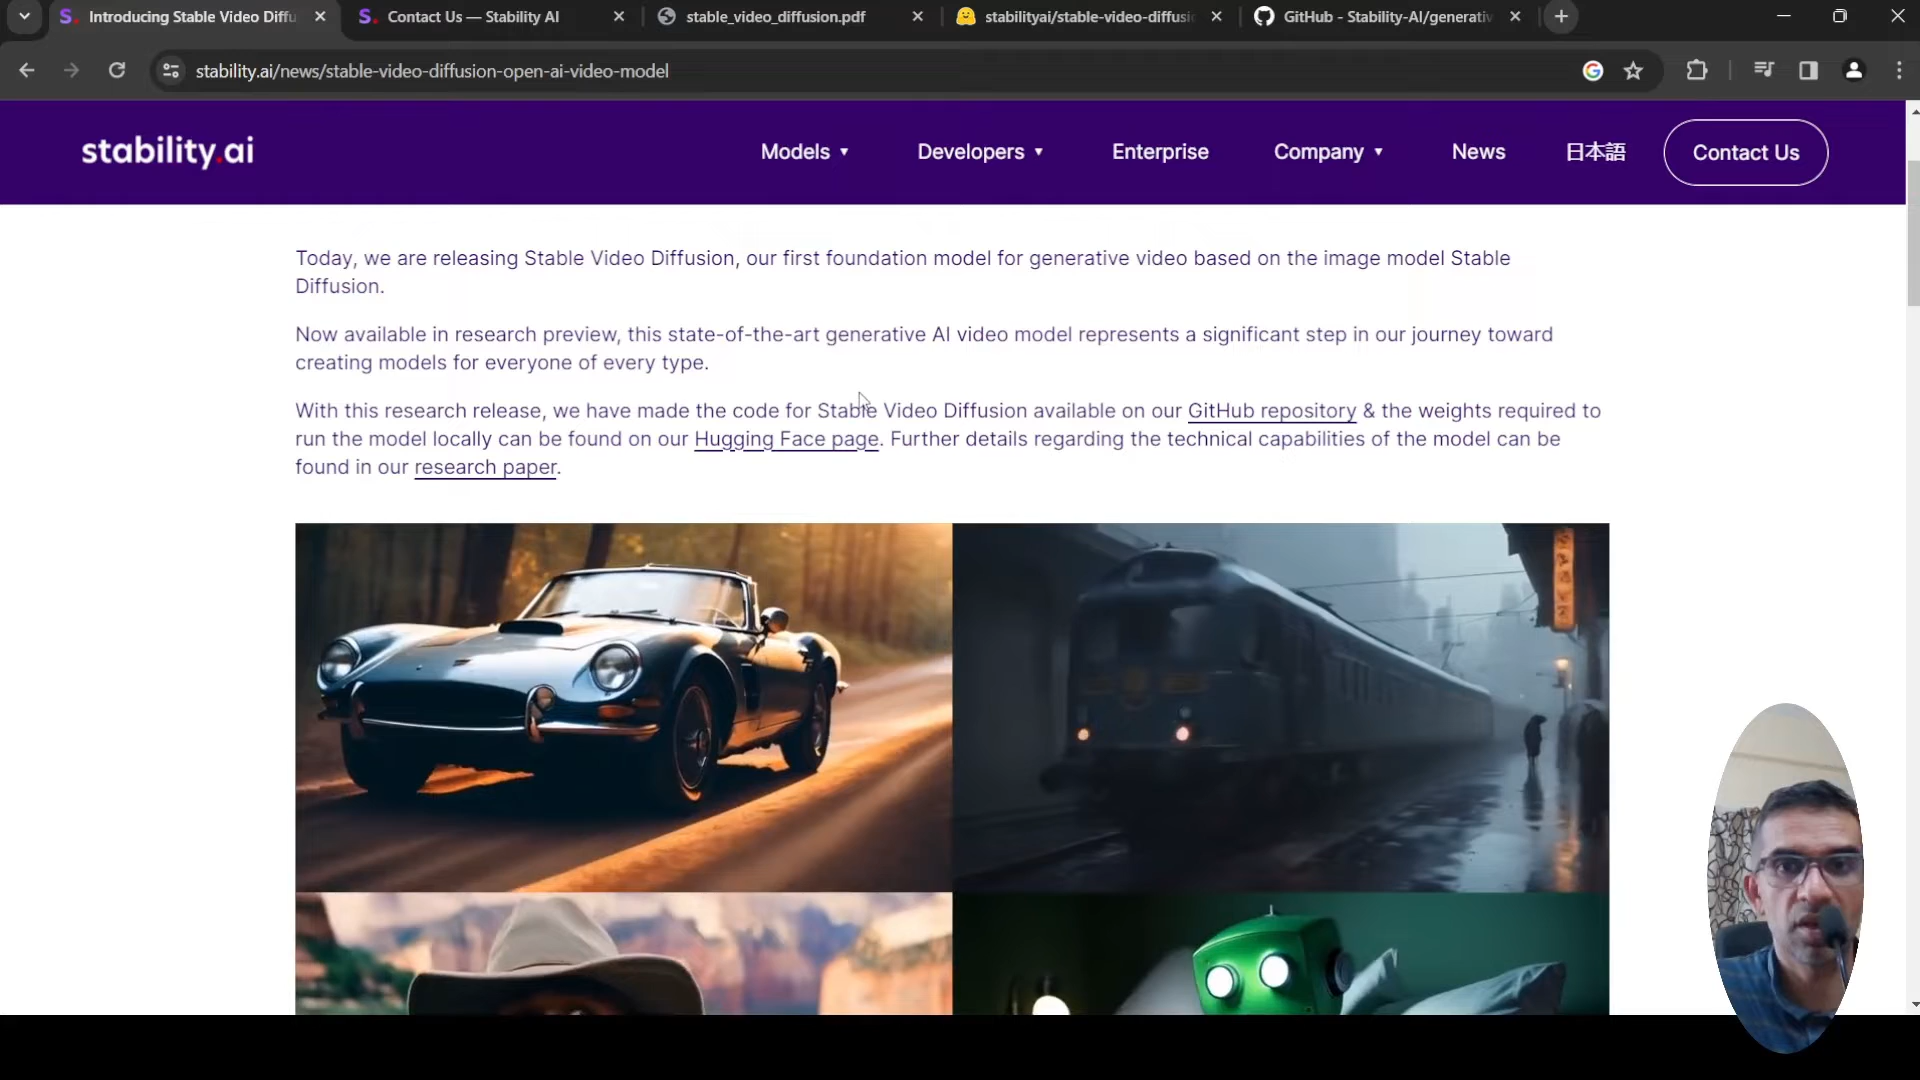 Introducing Stable Video Diffu
Contact Us — Stability AI
stable_video_diffusion.pdf
stabilityai/stable-video-diffusi
GitHub - Stability-AI/generativ
stability.ai/news/stable-video-diffusion-open-ai-video-model
stability.ai
Models
Developers
Enterprise
Company
News
日本語
Contact Us
Today, we are releasing Stable Video Diffusion, our first foundation model for generative video based on the image model Stable
Diffusion.
Now available in research preview, this state-of-the-art generative AI video model represents a significant step in our journey toward
creating models for everyone of every type.
With this research release, we have made the code for Stable Video Diffusion available on our GitHub repository & the weights required to
run the model locally can be found on our Hugging Face page. Further details regarding the technical capabilities of the model can be
found in our research paper.